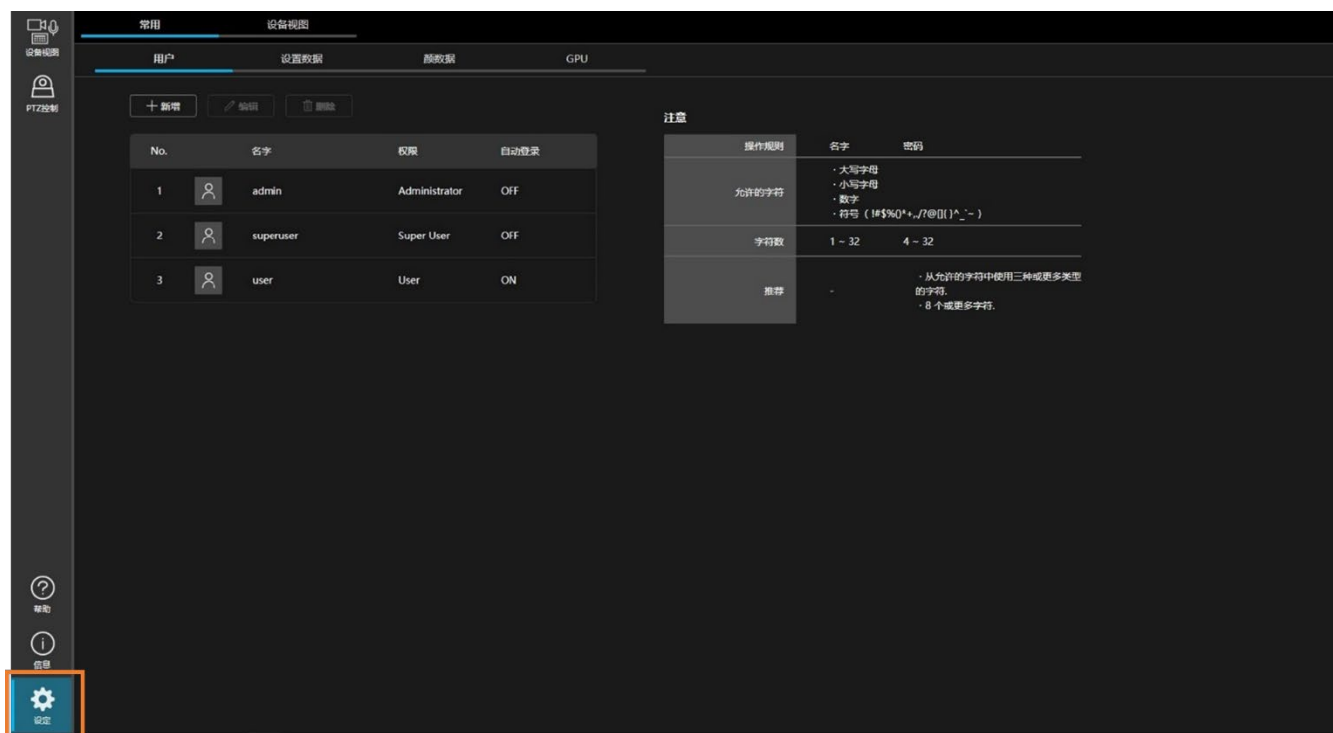 设备视图
PTZ控制
常用 设备视图
用户 设置数据 颜数据 GPU
新增 编辑 删除
No. 名字 权限 自动登录
1 admin Administrator OFF
2 superuser Super User OFF
3 user User ON
注意
操作规则 名字 密码
允许的字符
· 大写字母
· 小写字母
· 数字
· 符号 ( !#$%()*+,./?@[]{ }^_`~ )
字符数 1 ~ 32 4 ~ 32
推荐 -
· 从允许的字符中使用三种或更多类型
的字符.
· 8 个或更多字符.
帮助
信息
设定